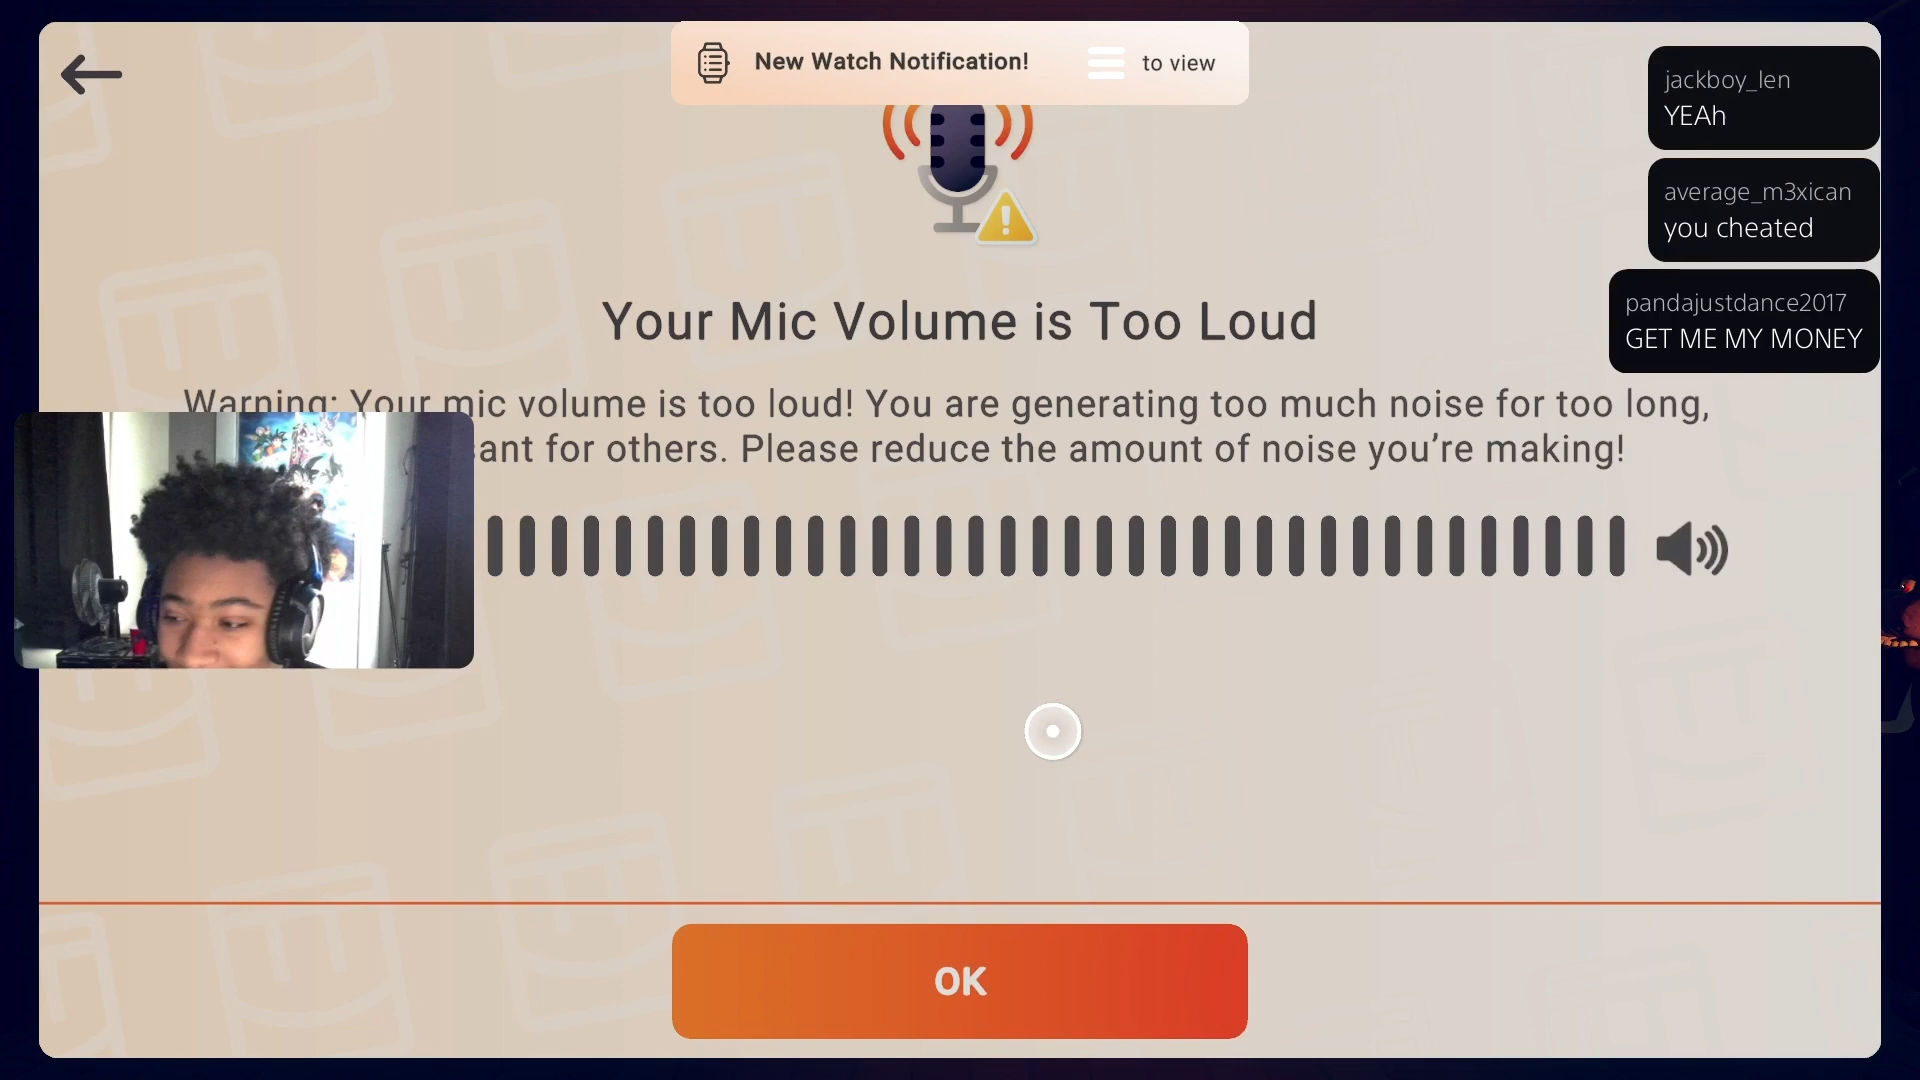 New Watch Notification! to view
jackboy_len
YEAh
average_m3xican
you cheated
pandajustdance2017
GET ME MY MONEY
Your Mic Volume is Too Loud
Warning: Your mic volume is too loud! You are generating too much noise for too long,
for others. Please reduce the amount of noise you’re making!
OK